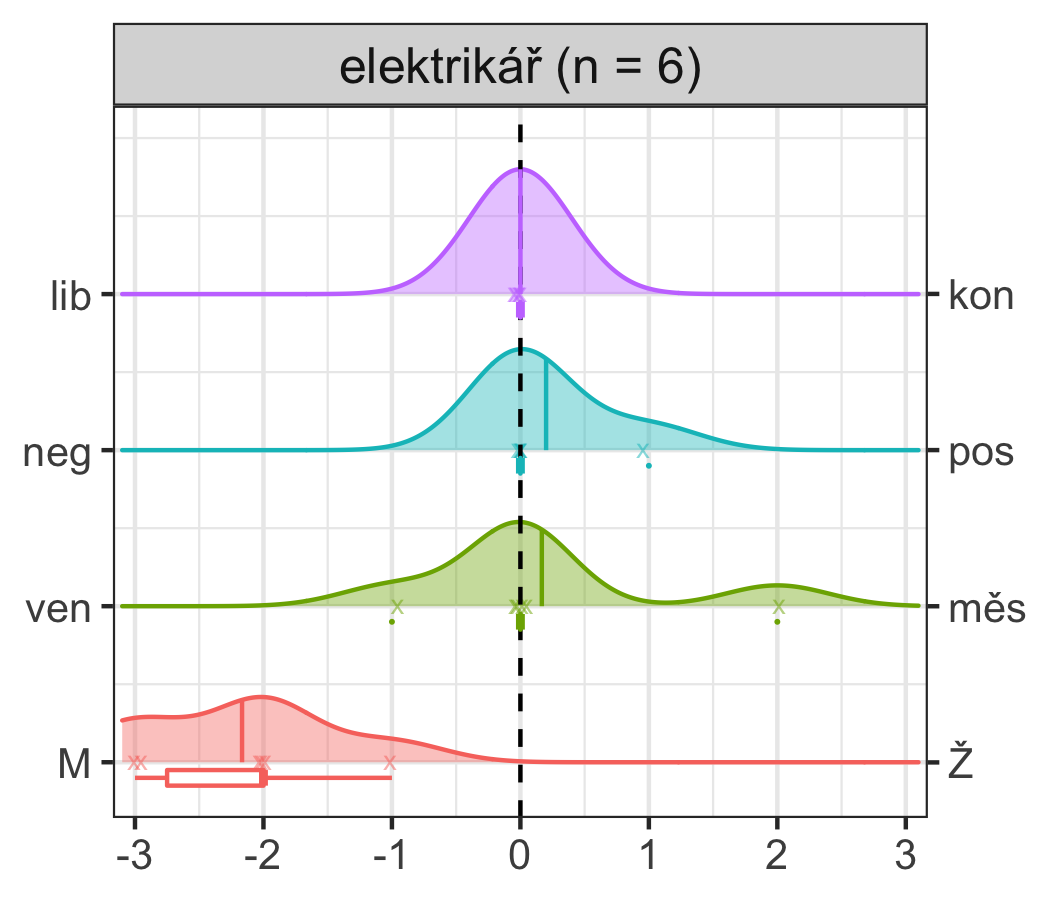 elektrikář (n = 6)
lib kon
neg pos
ven měs
M Ž
-3 -2 -1 0 1 2 3